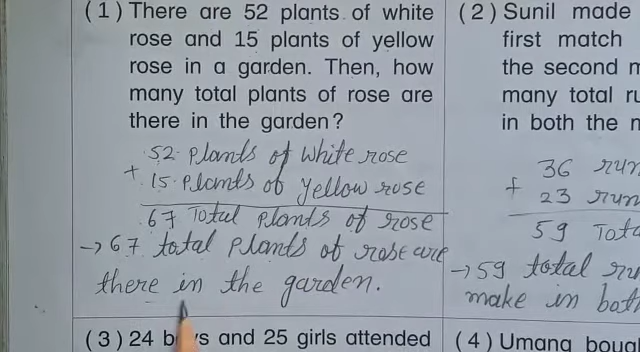 (1) There are 52 plants of white
rose and 15 plants of yellow
rose in a garden. Then, how
many total plants of rose are
there in the garden?
52 plants of white rose
+ 15 plants of yellow rose
67 Total plants of rose
→ 67 total plants of rose are
there in the garden.
(2) Sunil made
first match
the second
many total
in both the
36
+ 23
59
→ 59 total
make in
(3) 24 boys and 25 girls attended
(4) Umang